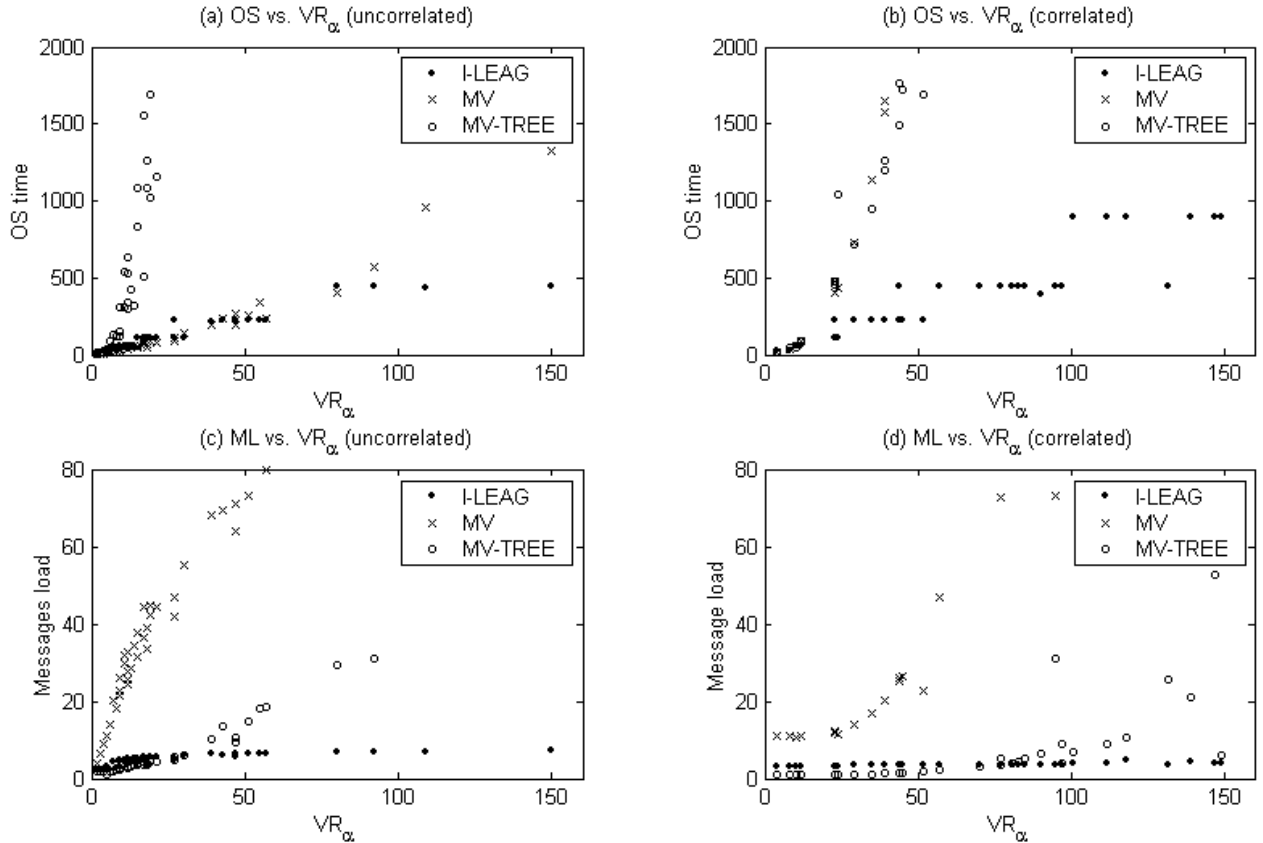 (a) OS vs. VRα (uncorrelated)
2000
1500
1000
500
0
OS time
I-LEAG
MV
MV-TREE
0 50 100 150
VRα
(b) OS vs. VRα (correlated)
2000
1500
1000
500
0
OS time
I-LEAG
MV
MV-TREE
0 50 100 150
VRα
(c) ML vs. VRα (uncorrelated)
80
60
40
20
0
Messages load
I-LEAG
MV
MV-TREE
0 50 100 150
VRα
(d) ML vs. VRα (correlated)
80
60
40
20
0
Message load
I-LEAG
MV
MV-TREE
0 50 100 150
VRα